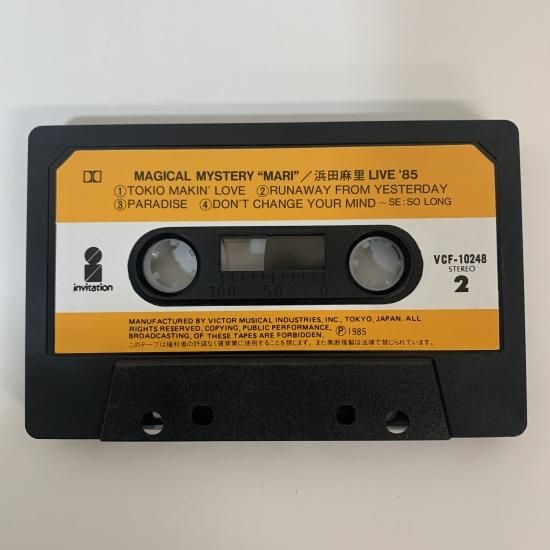 MAGICAL MYSTERY "MARI"／浜田麻里 LIVE '85
①TOKIO MAKIN' LOVE ②RUNAWAY FROM YESTERDAY
③PARADISE ④DON'T CHANGE YOUR MIND ~ SE: SO LONG
invitation
100 50 0
VCF-10248
STEREO
2
MANUFACTURED BY VICTOR MUSICAL INDUSTRIES, INC., TOKYO, JAPAN. ALL
RIGHTS RESERVED, COPYING, PUBLIC PERFORMANCE,
BROADCASTING, OF THESE TAPES ARE FORBIDDEN. Ⓟ1985
このテープは権利者の許諾なく賃貸業に使用することを禁じます。また無断複製は法律で禁じられています。